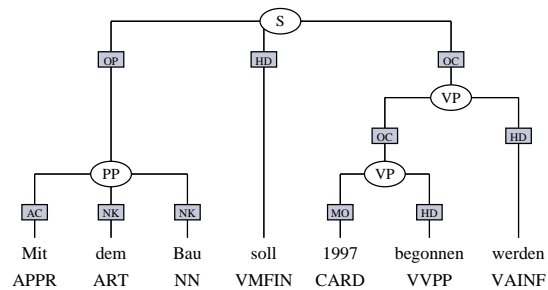 S
OP HD OC
VP
OC HD
PP VP
AC NK NK MO HD
Mit dem Bau soll 1997 begonnen werden
APPR ART NN VMFIN CARD VVPP VAINF